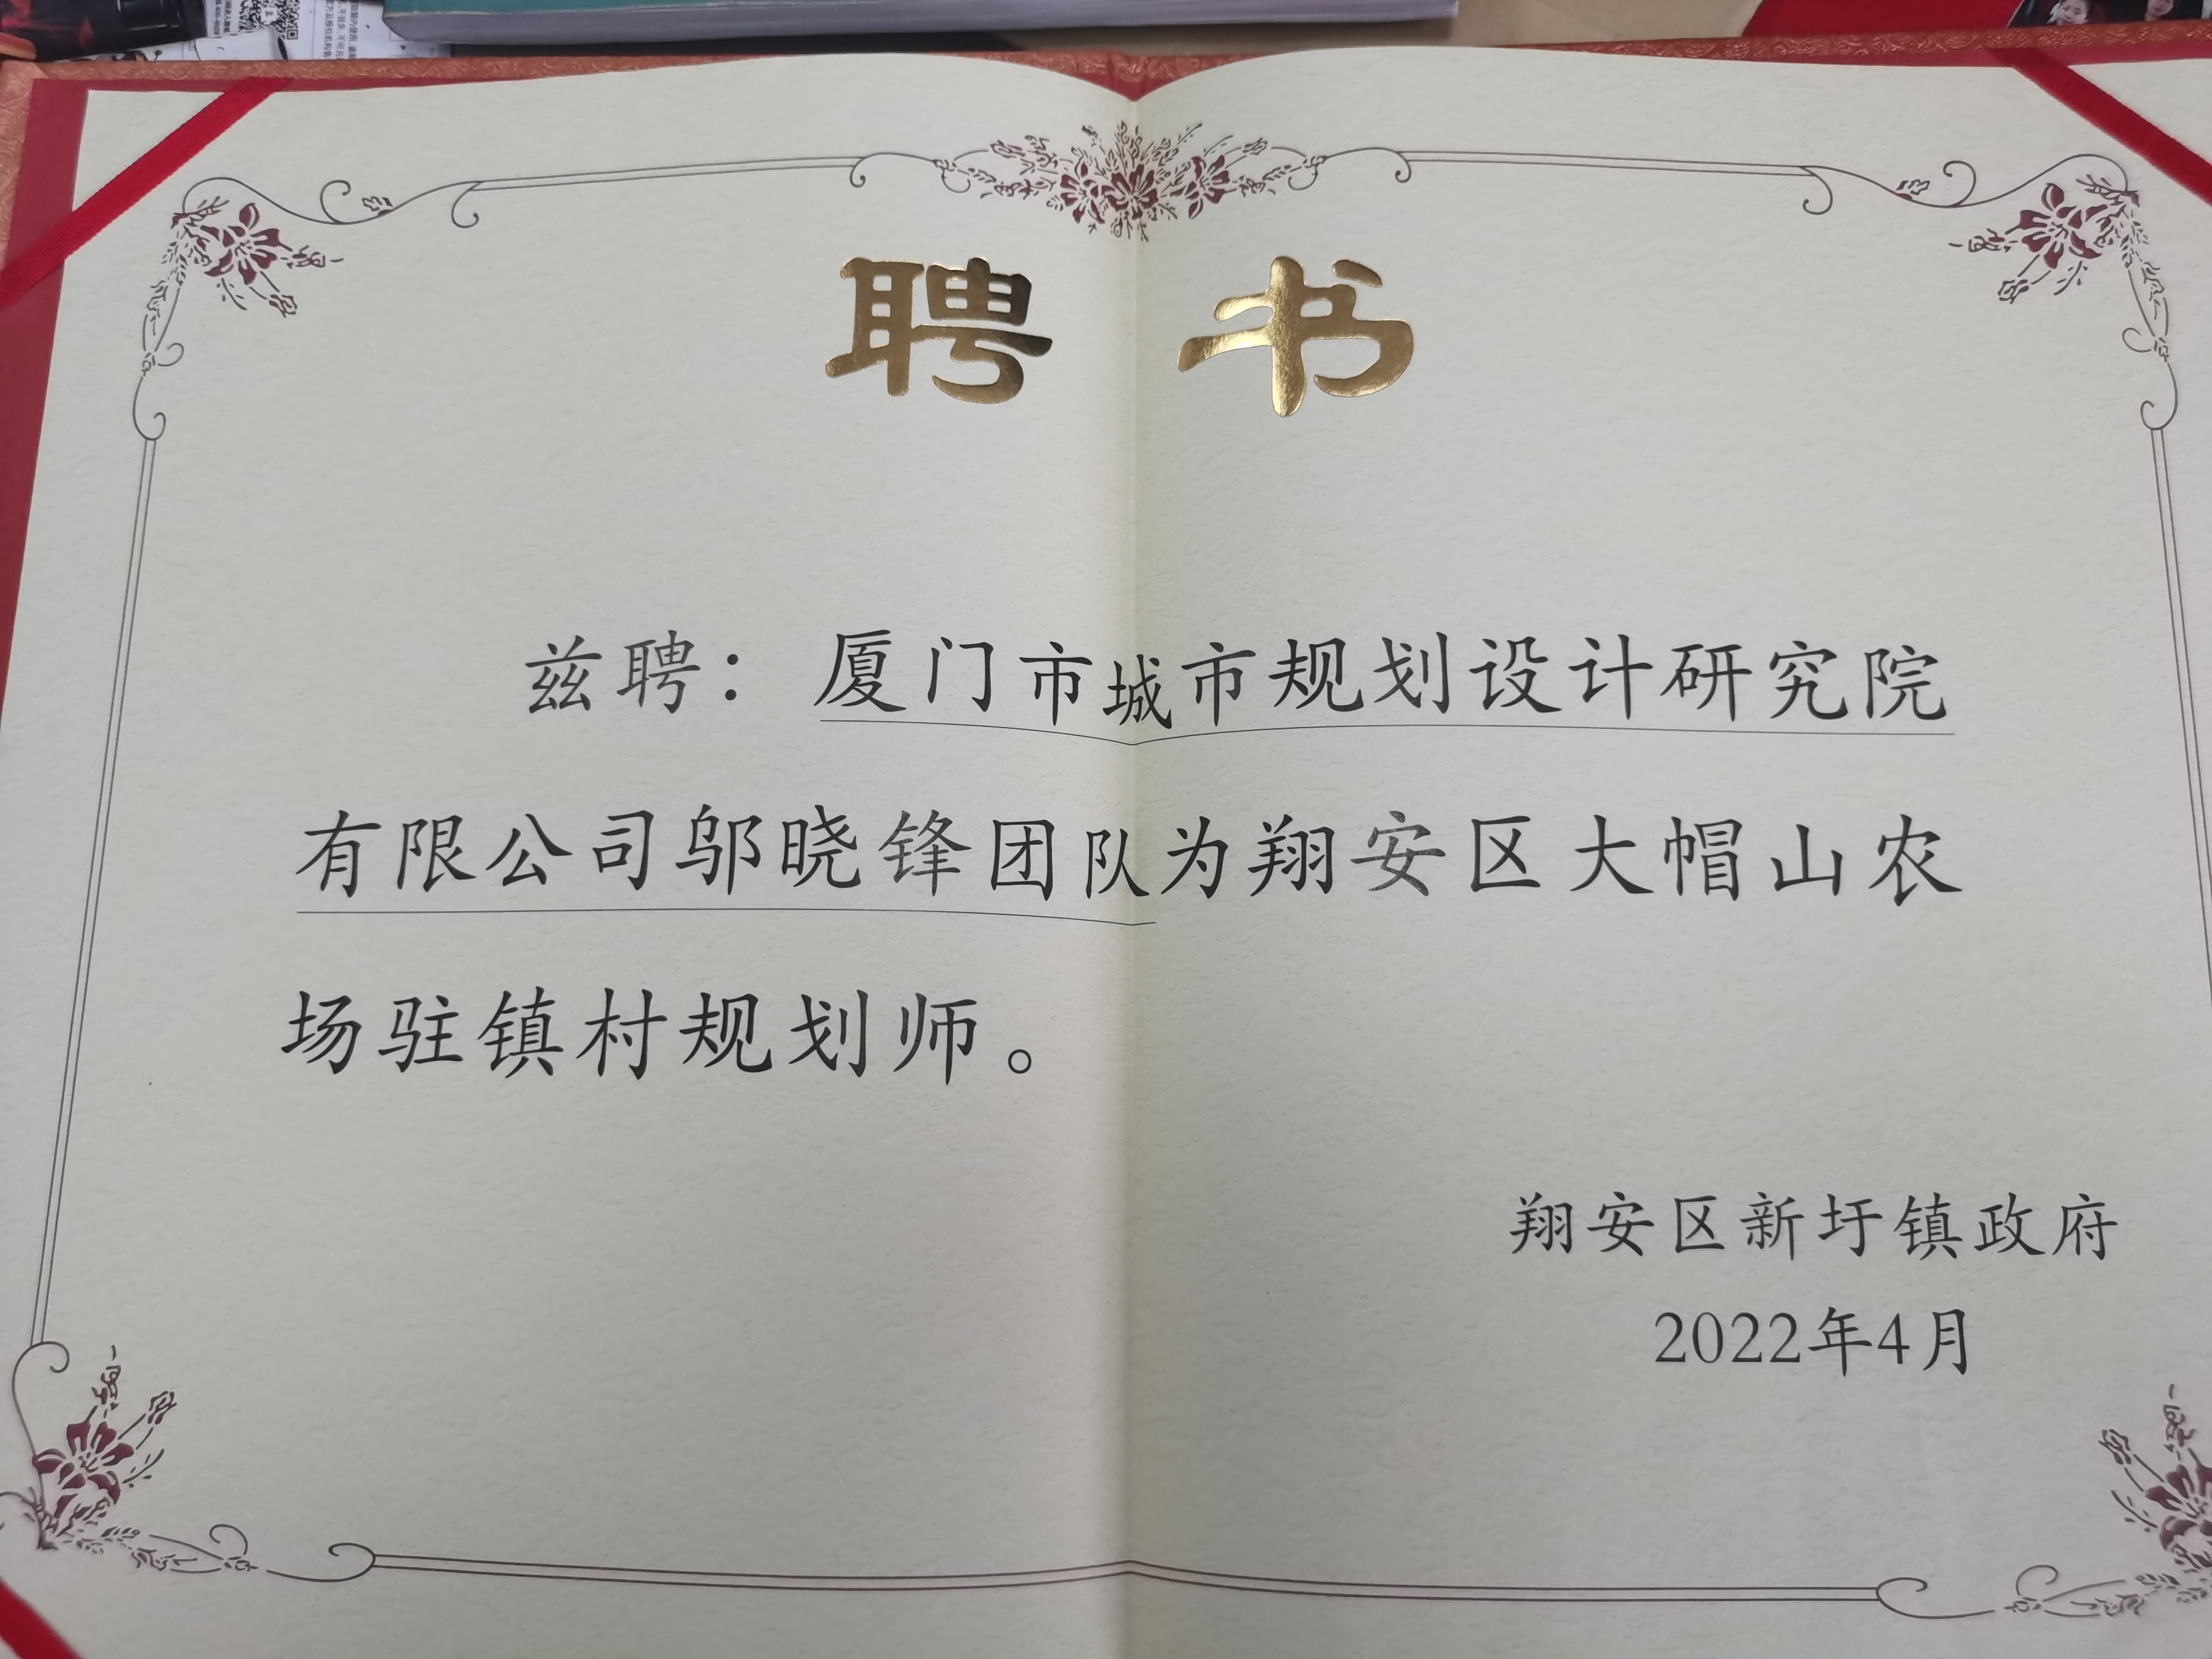 聘书
兹聘：厦门市城市规划设计研究院
有限公司邬晓锋团队为翔安区大帽山农
场驻镇村规划师。
翔安区新圩镇政府
2022年4月